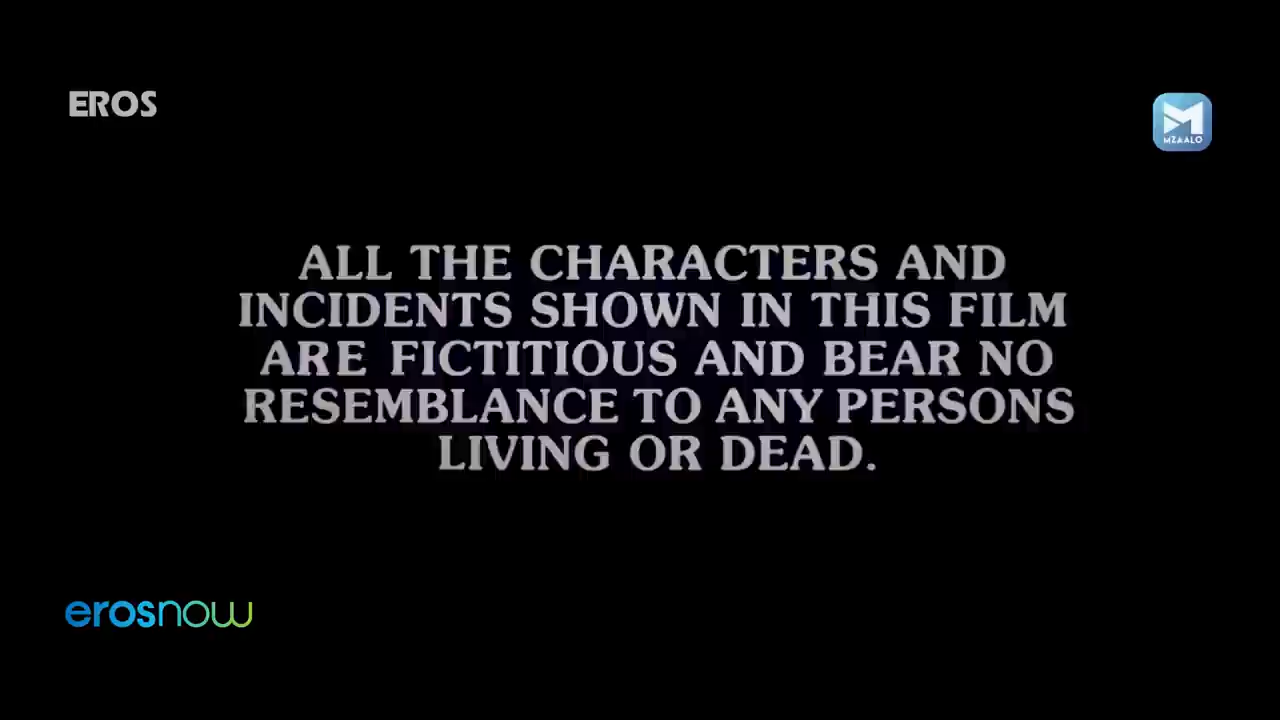 EROS
MZAALO
ALL THE CHARACTERS AND
INCIDENTS SHOWN IN THIS FILM
ARE FICTITIOUS AND BEAR NO
RESEMBLANCE TO ANY PERSONS
LIVING OR DEAD.
erosnow